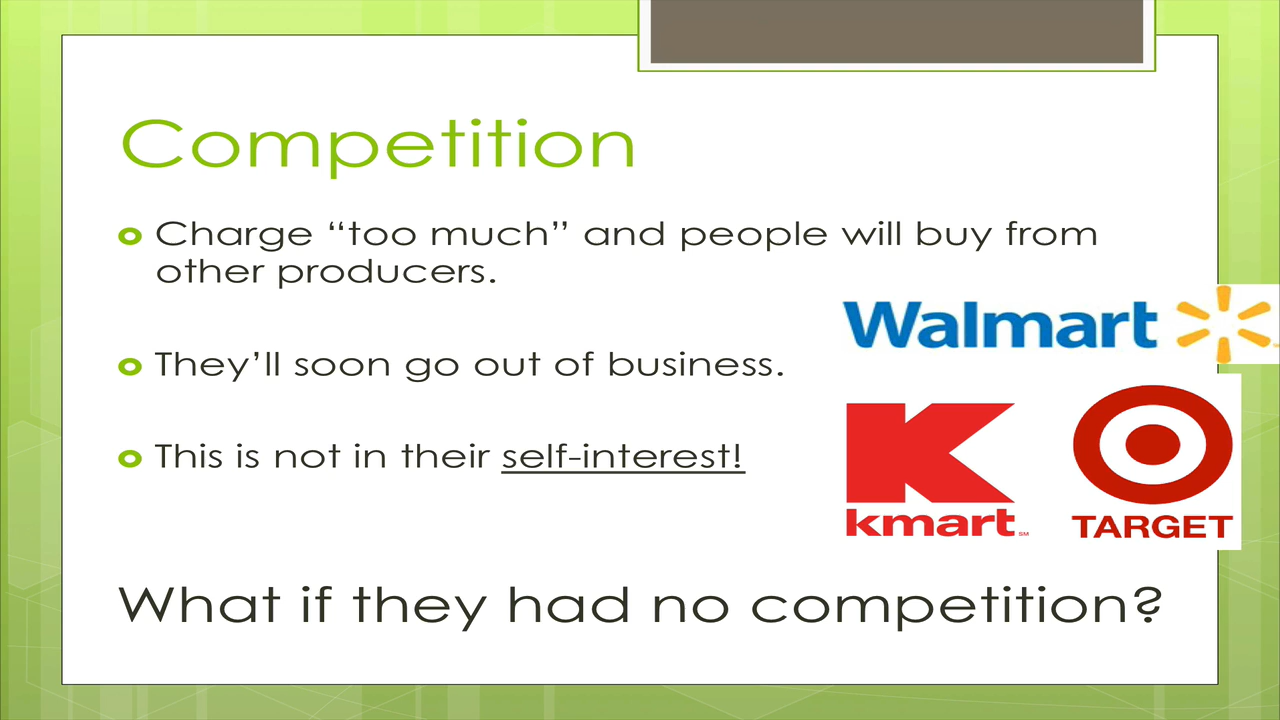 Competition
Charge “too much” and people will buy from
other producers.
They’ll soon go out of business.
This is not in their self-interest!
Walmart
kmart℠
TARGET
What if they had no competition?